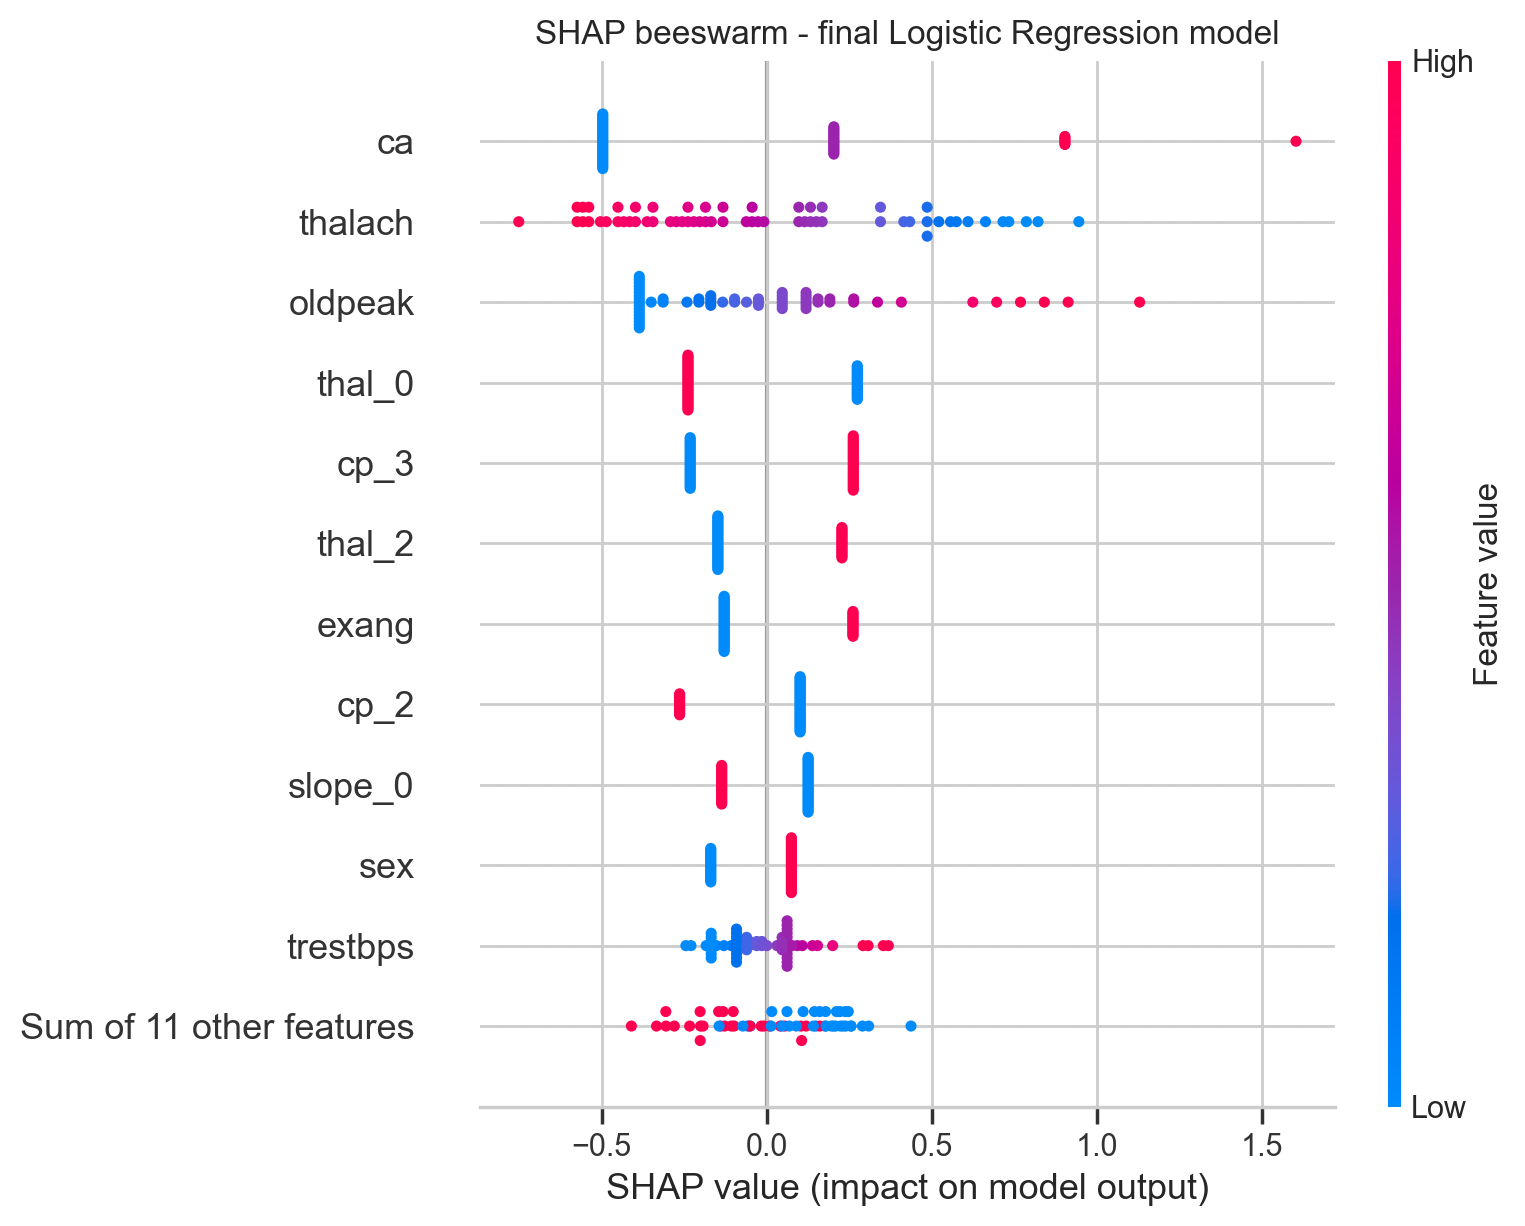 SHAP beeswarm - final Logistic Regression model
High
ca
thalach
oldpeak
thal_0
cp_3
thal_2
exang
cp_2
slope_0
sex
trestbps
Sum of 11 other features
Feature value
Low
−0.5 0.0 0.5 1.0 1.5
SHAP value (impact on model output)